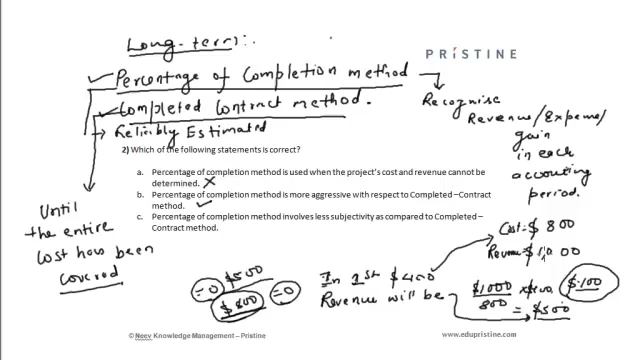 Long-term:
PRISTINE
Percentage of Completion method
Completed Contract method.
Reliably Estimated
Recognise
Revenue/Expense/
gain
in each
accounting
period.
2) Which of the following statements is correct?
a. Percentage of completion method is used when the project's cost and revenue cannot be
determined.
b. Percentage of completion method is more aggressive with respect to Completed –Contract
method.
c. Percentage of completion method involves less subjectivity as compared to Completed –
Contract method.
Until
the entire
Cost has been
covered
Cost = $ 800
Revenue = $
In 1st $400
Revenue will be
=0 $500
$800 =0
$1000
800
$100
= $500
© Neev Knowledge Management – Pristine
www.edupristine.com